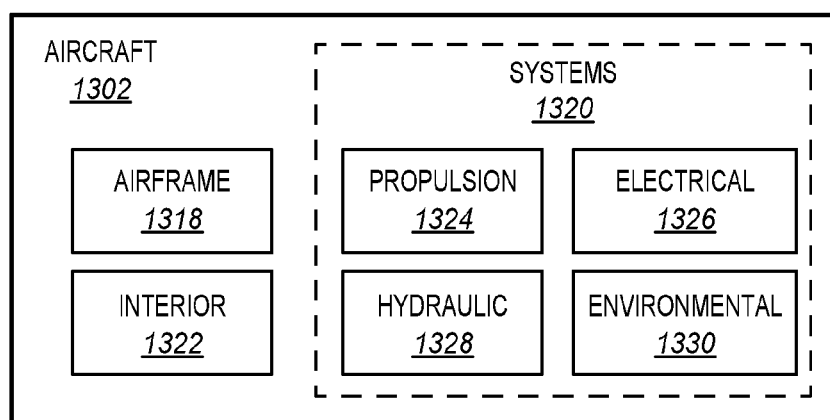 AIRCRAFT
1302
SYSTEMS
1320
AIRFRAME
1318
PROPULSION
1324
ELECTRICAL
1326
INTERIOR
1322
HYDRAULIC
1328
ENVIRONMENTAL
1330